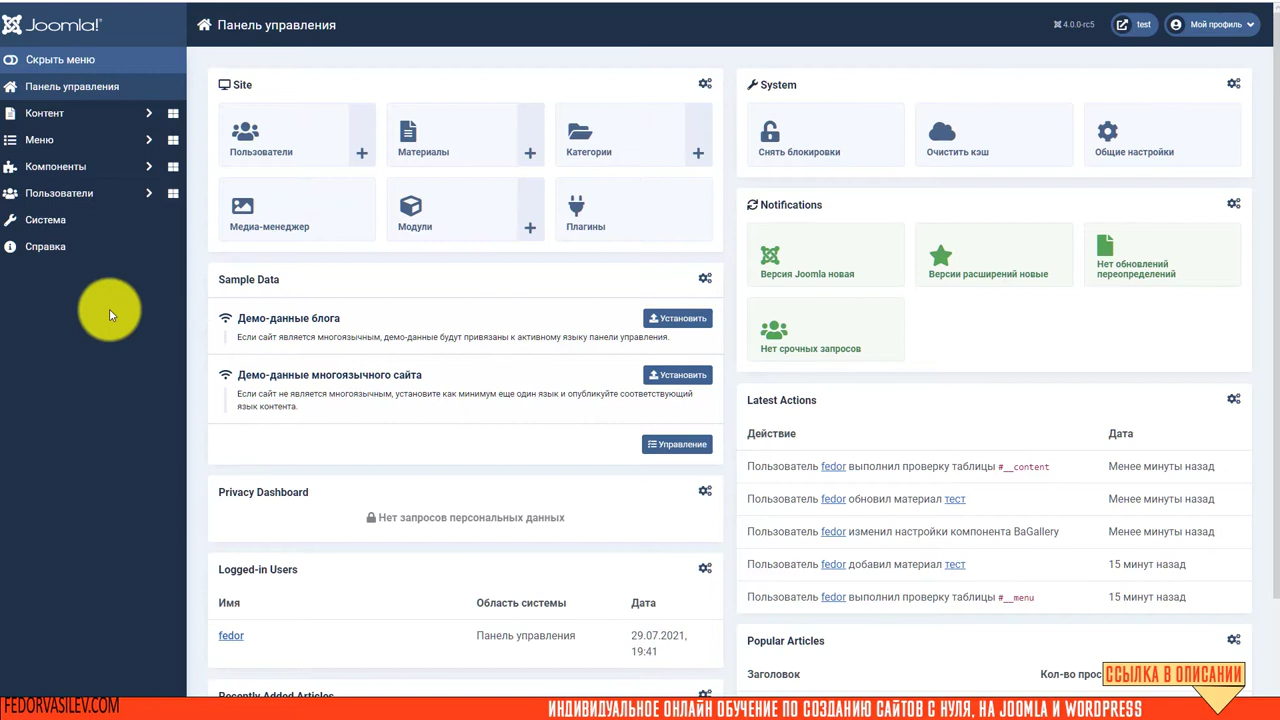 Joomla!
Панель управления
4.0.0-rc5
test
Мой профиль
Скрыть меню
Панель управления
Контент
Меню
Компоненты
Пользователи
Система
Справка
Site
Пользователи
Материалы
Категории
Медиа-менеджер
Модули
Плагины
Sample Data
Демо-данные блога
Установить
Если сайт является многоязычным, демо-данные будут привязаны к активному языку панели управления.
Демо-данные многоязычного сайта
Установить
Если сайт не является многоязычным, установите как минимум еще один язык и опубликуйте соответствующий
язык контента.
Управление
Privacy Dashboard
Нет запросов персональных данных
Logged-in Users
Имя Область системы Дата
fedor Панель управления 29.07.2021,
19:41
Recently Added Articles
System
Снять блокировки
Очистить кэш
Общие настройки
Notifications
Версия Joomla новая
Версии расширений новые
Нет обновлений
переопределений
Нет срочных запросов
Latest Actions
Действие Дата
Пользователь fedor выполнил проверку таблицы #__content Менее минуты назад
Пользователь fedor обновил материал тест Менее минуты назад
Пользователь fedor изменил настройки компонента BaGallery Менее минуты назад
Пользователь fedor добавил материал тест 15 минут назад
Пользователь fedor выполнил проверку таблицы #__menu 15 минут назад
Popular Articles
Заголовок Кол-во прос
ССЫЛКА В ОПИСАНИИ
FEDORVASILEV.COM
ИНДИВИДУАЛЬНОЕ ОНЛАЙН ОБУЧЕНИЕ ПО СОЗДАНИЮ САЙТОВ С НУЛЯ, НА JOOMLA И WORDPRESS